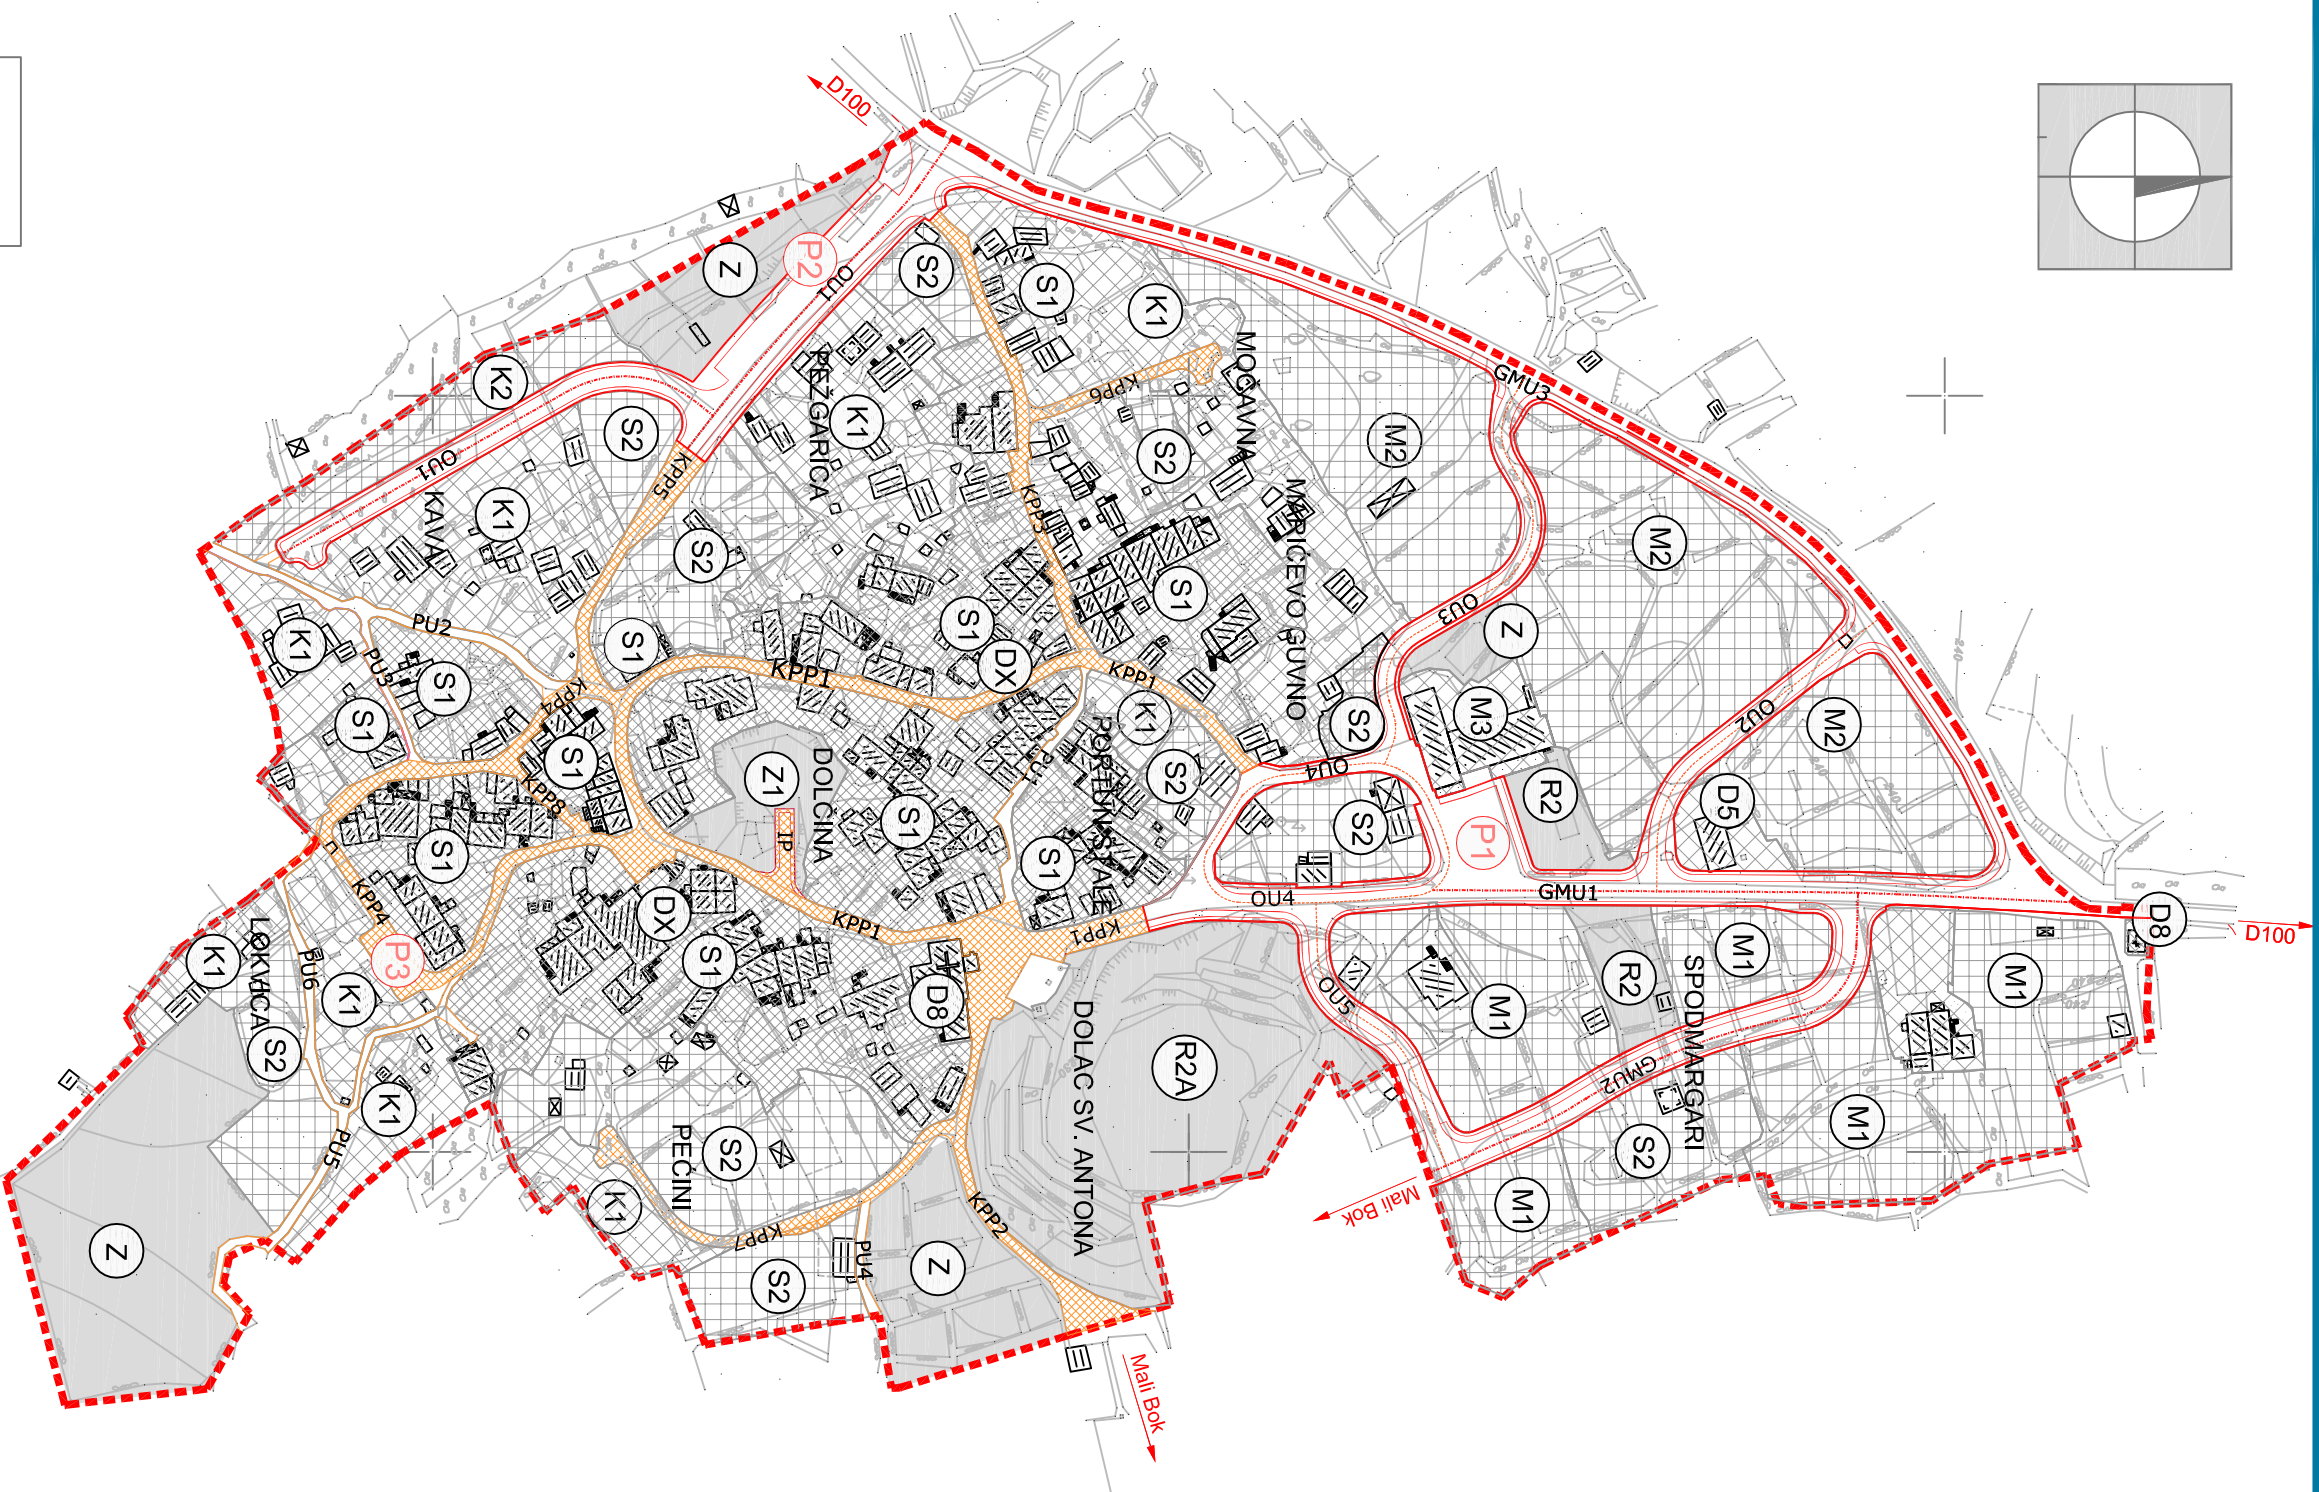 D100
P2
OU1
Z
S2
S1
K1
MOĆAVNA
KPP6
GMU3
M2
K2
S2
PEŽGARICA
K1
S2
KPP5
OU1
KAVA
K1
S2
KPP3
S1
MARIĆEVO GUVNO
M2
OU3
Z
K1
PU2
PU3
S1
S1
S1
S1
DX
KPP1
KPP1
K1
S2
M3
OU2
M2
S1
KPP4
KPP8
Z1
DOLČINA
IP
S1
PU1
PORTUNŠĆALE
S2
OU4
S2
P1
R2
D5
S1
KPP4
DX
S1
KPP1
S1
KPP1
OU4
GMU1
D8
D100
P3
K1
LOKVICA
PU6
K1
S2
D8
DOLAC SV. ANTONA
R2A
OU5
M1
R2
M1
SPODMARGARI
M1
GMU2
K1
PU5
PEĆINI
S2
K1
KPP7
S2
PU4
Z
KPP2
Mali Bok
S2
M1
M1
Z
Mali Bok